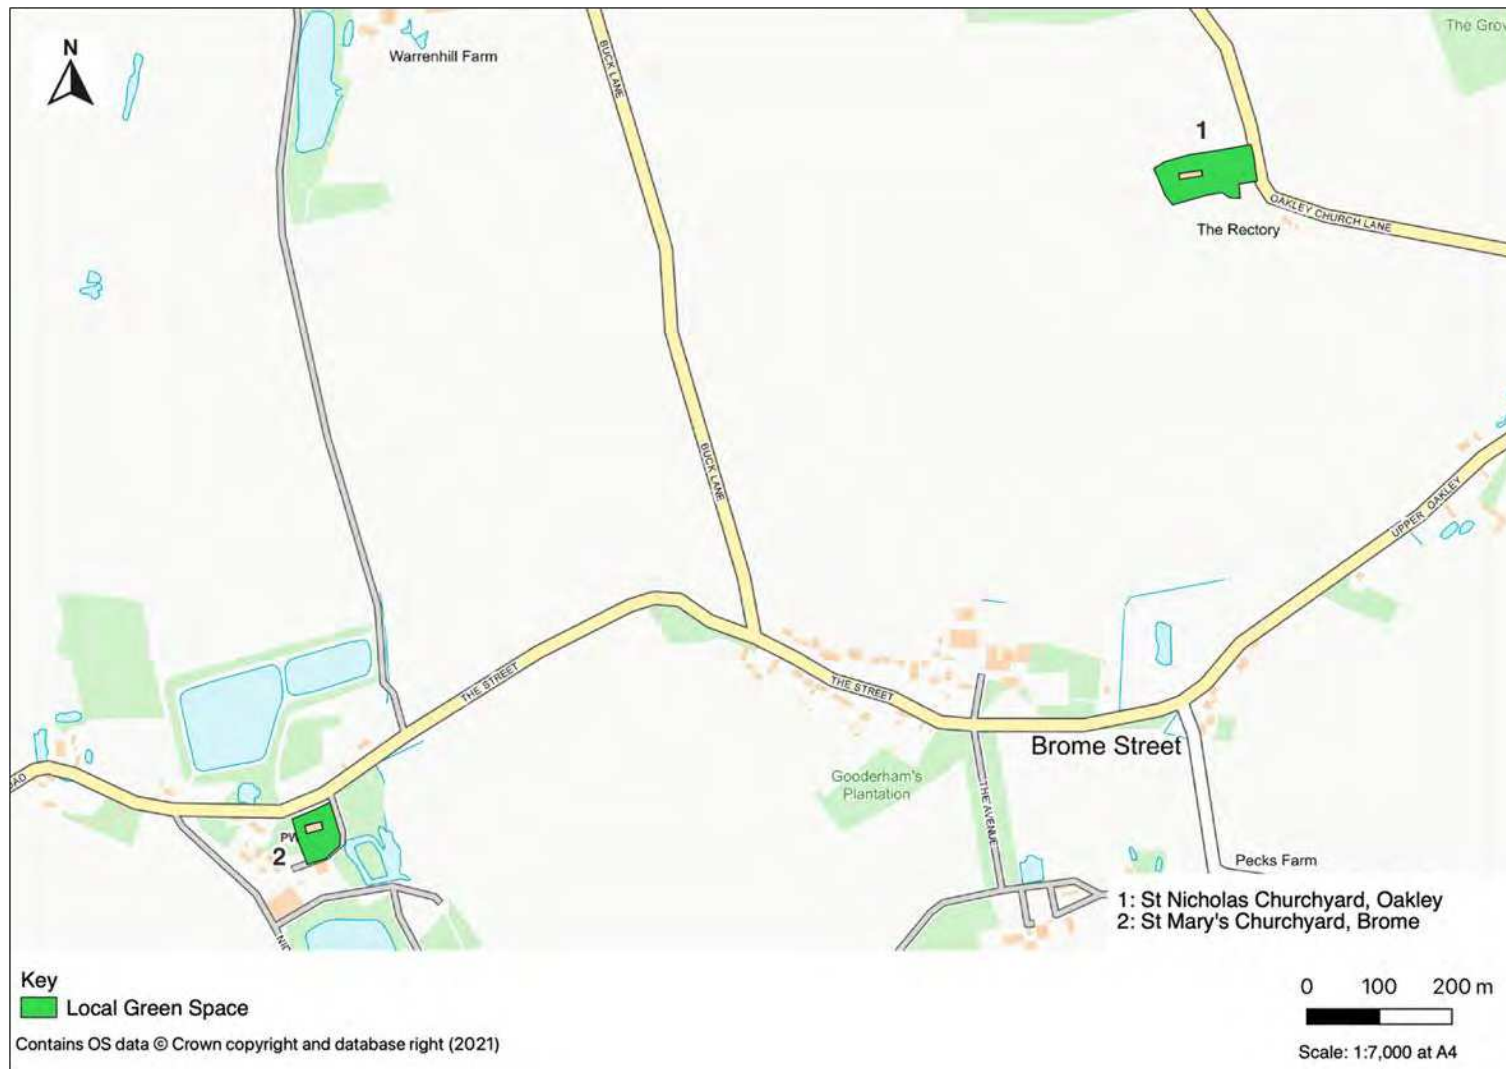 N
Warrenhill Farm
BUCK LANE
The Grov
1
OAKLEY CHURCH LANE
The Rectory
BUCK LANE
UPPER OAKLEY
THE STREET
THE STREET
Brome Street
OAD
Gooderham's
Plantation
THE AVENUE
PW
2
Pecks Farm
1: St Nicholas Churchyard, Oakley
2: St Mary's Churchyard, Brome
Key
Local Green Space
0 100 200 m
Contains OS data © Crown copyright and database right (2021)
Scale: 1:7,000 at A4